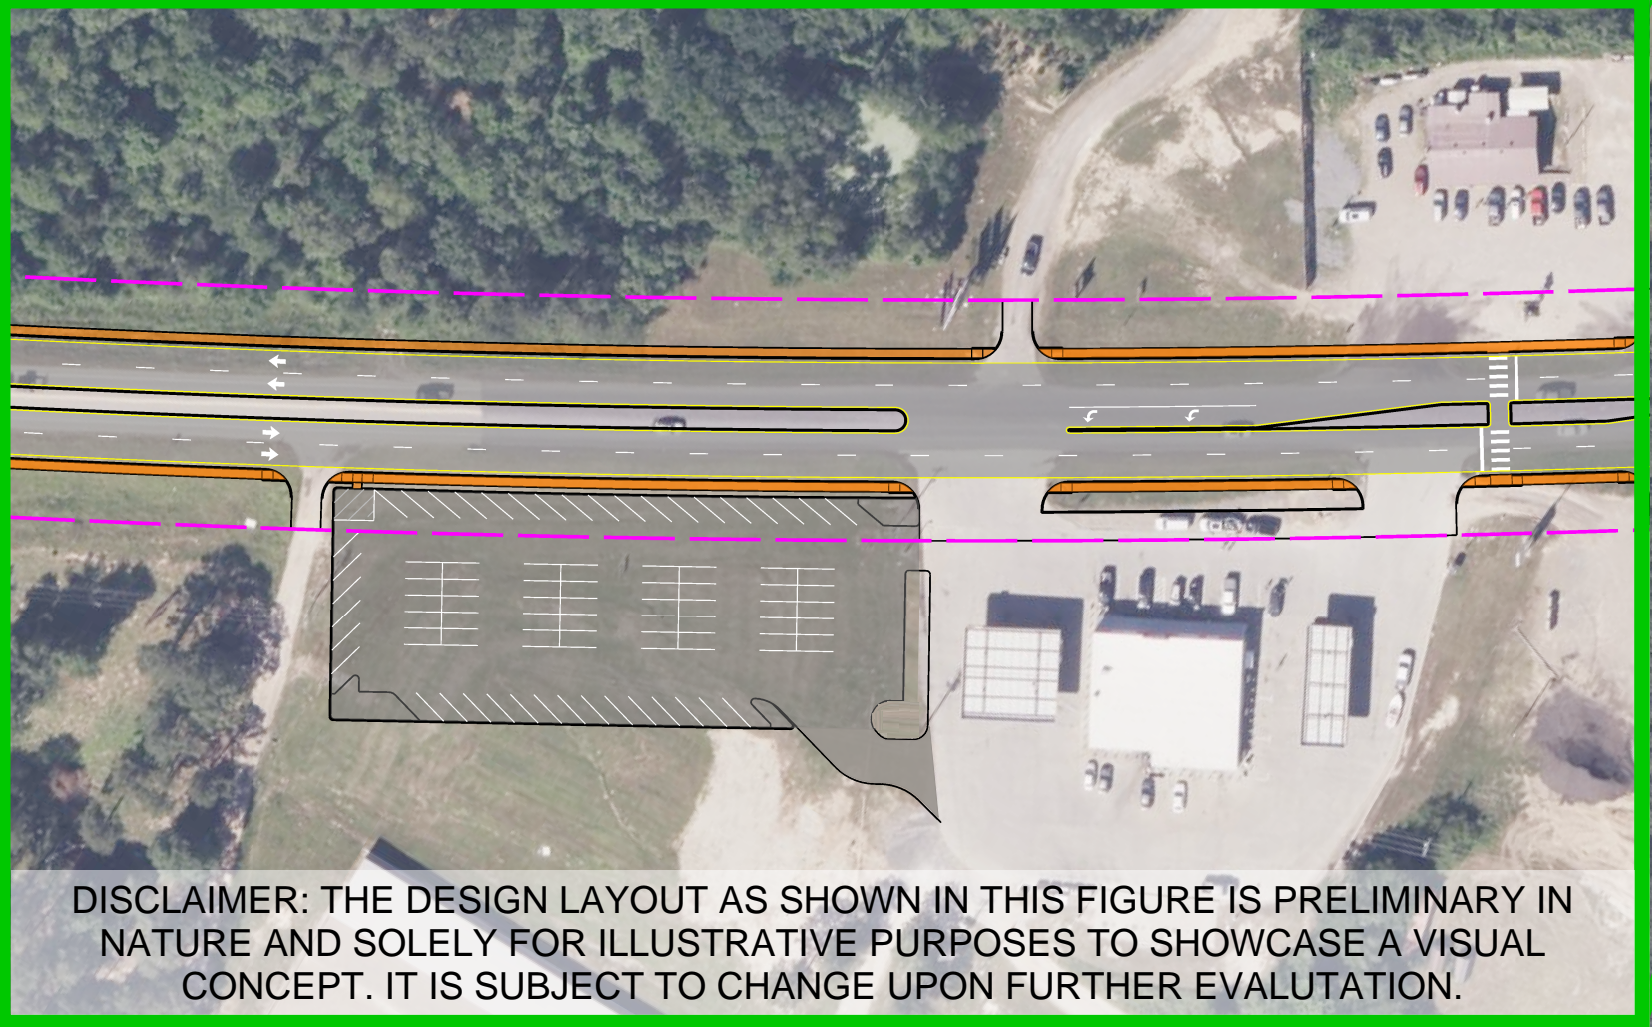 DISCLAIMER: THE DESIGN LAYOUT AS SHOWN IN THIS FIGURE IS PRELIMINARY IN
NATURE AND SOLELY FOR ILLUSTRATIVE PURPOSES TO SHOWCASE A VISUAL
CONCEPT. IT IS SUBJECT TO CHANGE UPON FURTHER EVALUTATION.